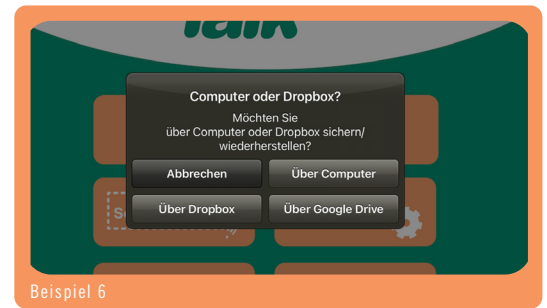 Talk
Computer oder Dropbox?
Möchten Sie
über Computer oder Dropbox sichern/
wiederherstellen?
Abbrechen Über Computer
Über Dropbox Über Google Drive
Beispiel 6